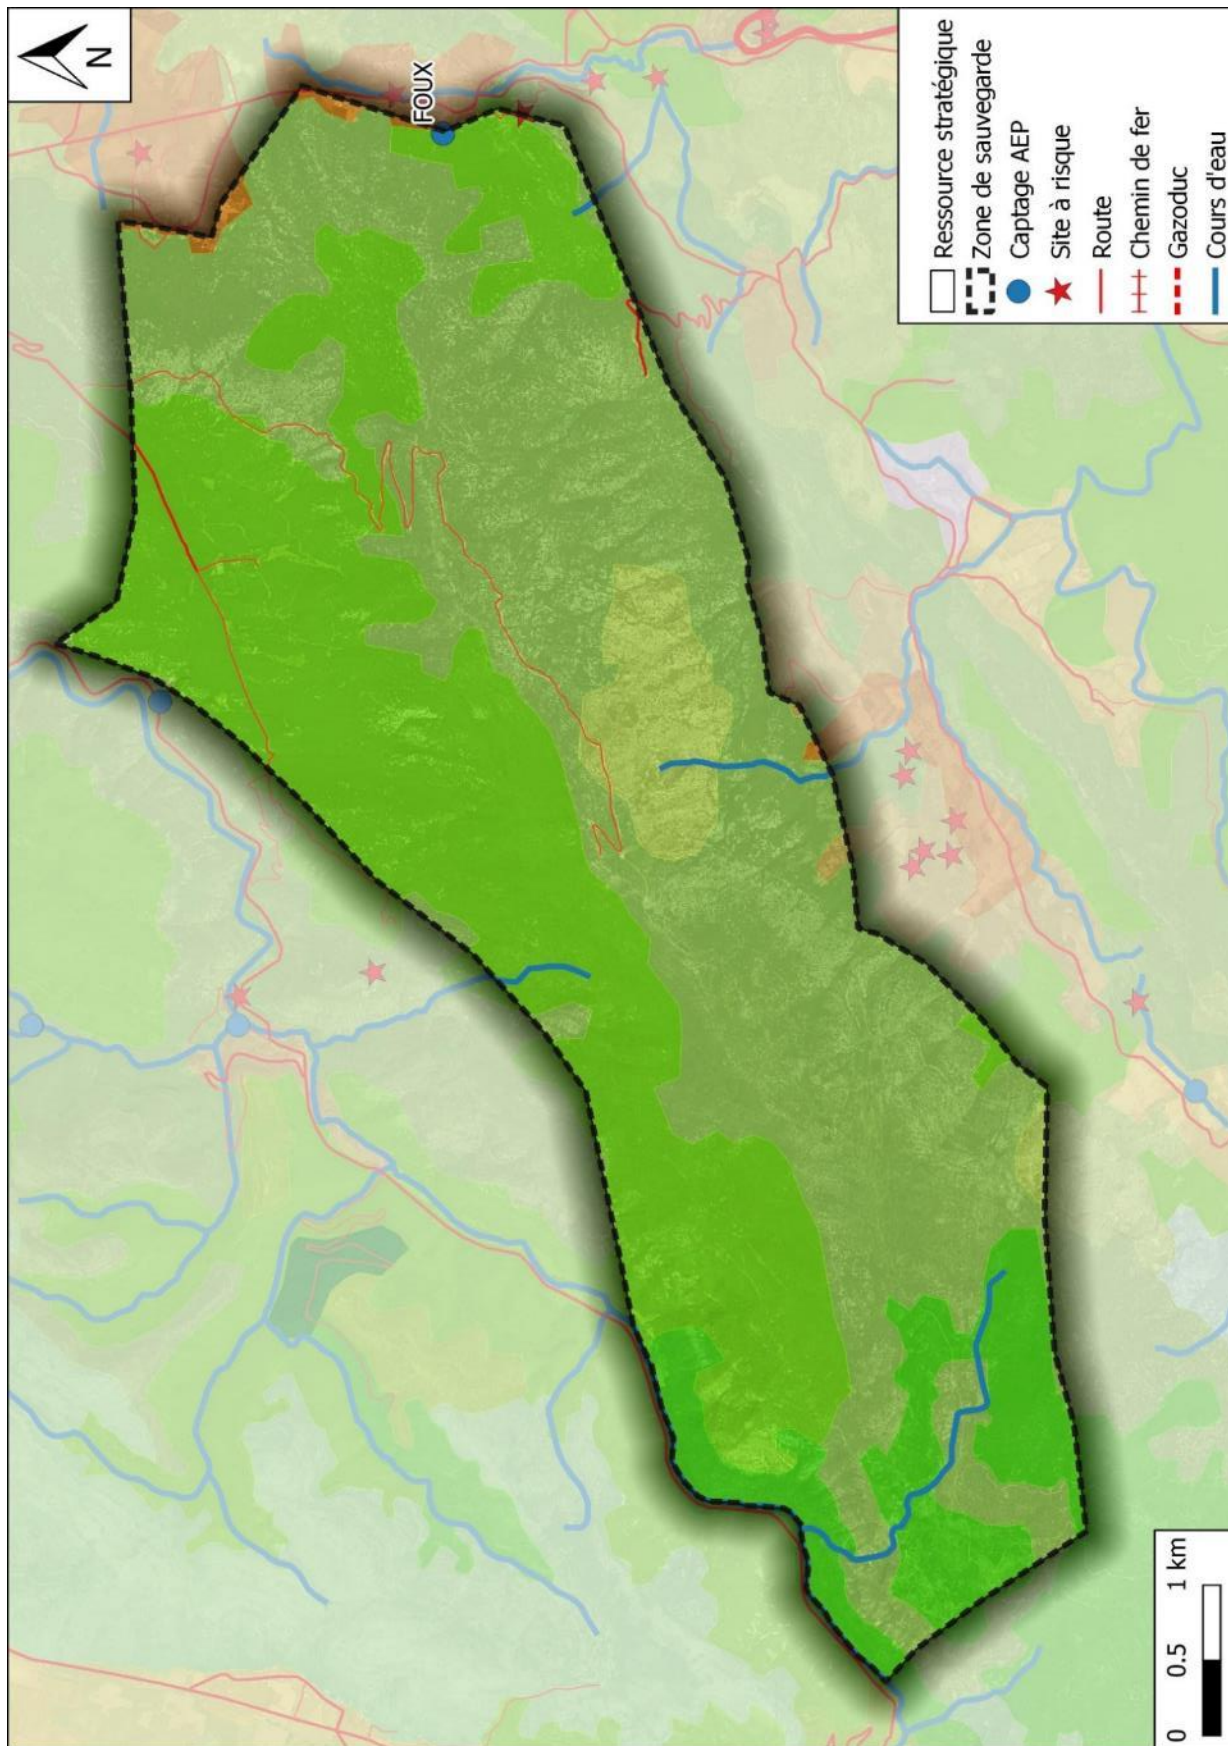 N
FOUX
Ressource stratégique
Zone de sauvegarde
Captage AEP
Site à risque
Route
Chemin de fer
Gazoduc
Cours d'eau
0 0.5 1 km